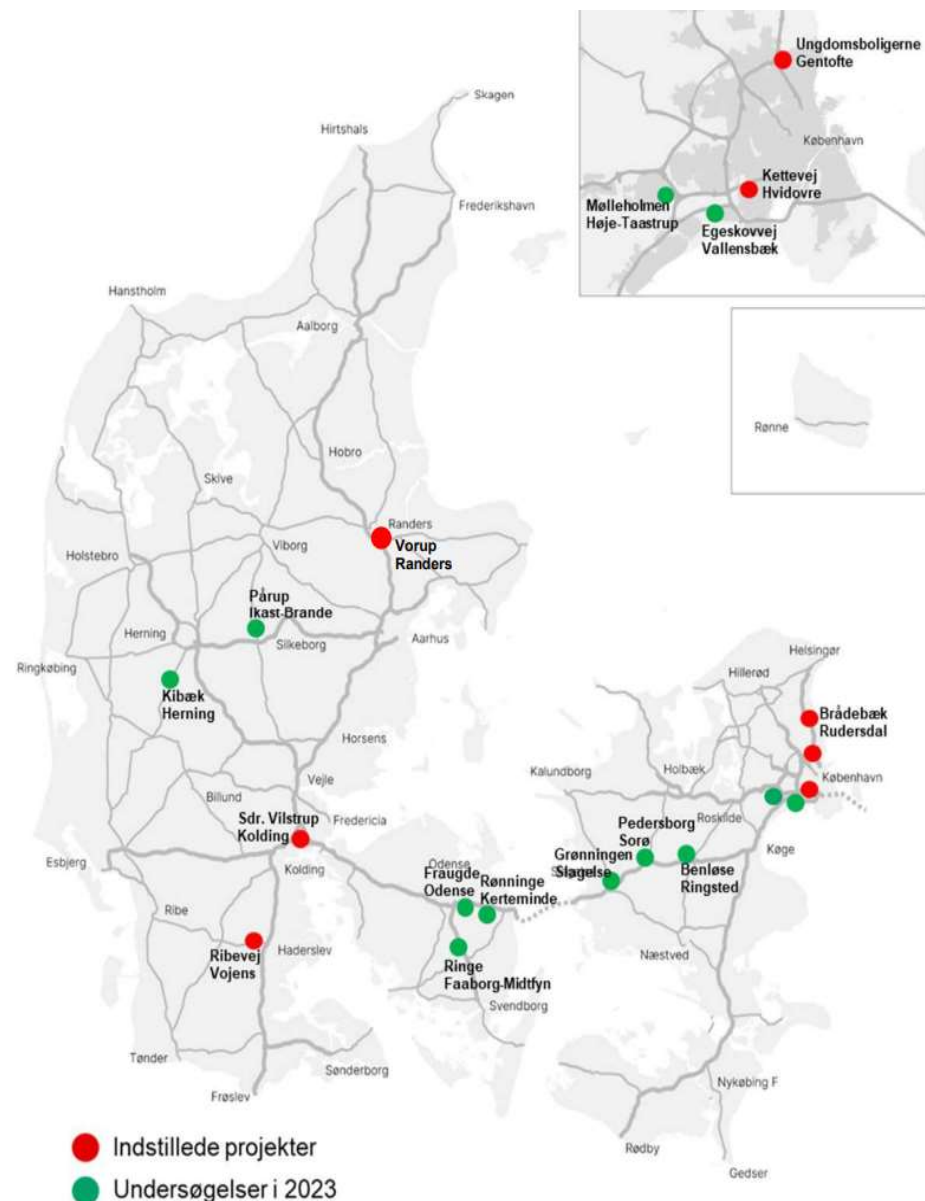 Ungdomsboligerne
Gentofte
København
Kettevej
Hvidovre
Mølleholmen
Høje-Taastrup
Egeskovvej
Vallensbæk
Skagen
Hirtshals
Frederikshavn
Hanstholm
Aalborg
Rønne
Hobro
Skive
Randers
Vorup
Randers
Holstebro
Viborg
Pårup
Ikast-Brande
Herning
Silkeborg
Aarhus
Ringkøbing
Kibæk
Herning
Helsingør
Hillerød
Brådebæk
Rudersdal
Horsens
Vejle
Kalundborg
Holbæk
København
Billund
Fredericia
Sdr. Vilstrup
Kolding
Roskilde
Pedersborg
Sorø
Køge
Esbjerg
Kolding
Odense
Fraugde
Odense
Rønninge
Kerteminde
Grønningen
Slagelse
Benløse
Ringsted
Ribe
Ribevej
Vojens
Haderslev
Ringe
Faaborg-Midtfyn
Næstved
Svendborg
Tønder
Sønderborg
Frøslev
Nykøbing F
Rødby
Gedser
Indstillede projekter
Undersøgelser i 2023